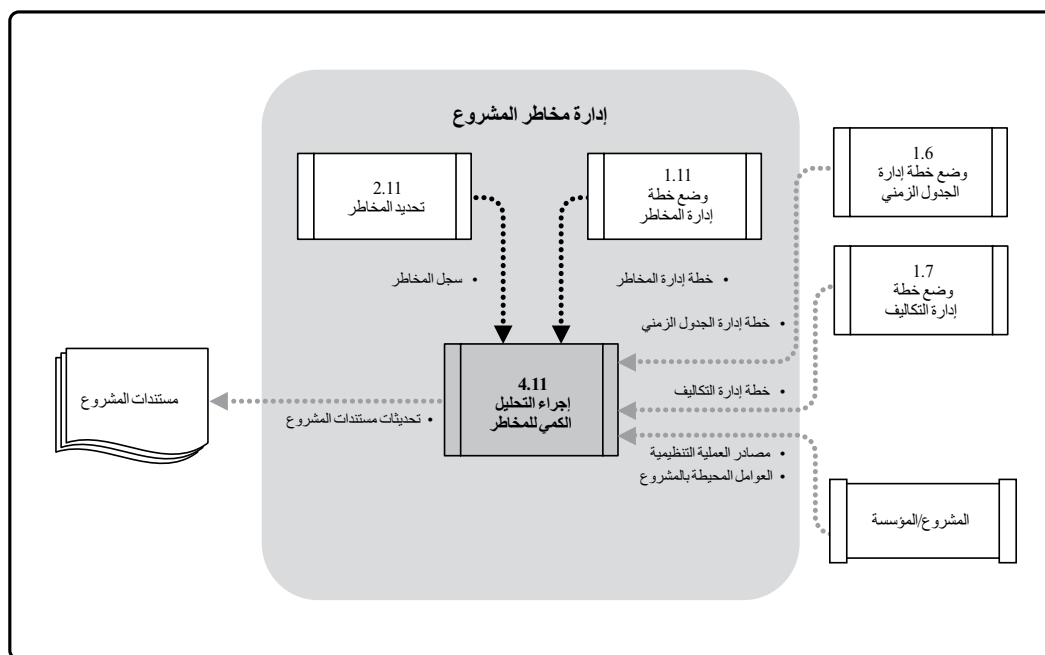 إدارة مخاطر المشروع
1.6
وضع خطة إدارة
الجدول الزمني
1.11
وضع خطة
إدارة المخاطر
2.11
تحديد المخاطر
1.7
وضع خطة
إدارة التكاليف
• خطة إدارة المخاطر
• سجل المخاطر
• خطة إدارة الجدول الزمني
4.11
إجراء التحليل
الكمي للمخاطر
• خطة إدارة التكاليف
مستندات المشروع
• تحديثات مستندات المشروع
• مصادر العملية التنظيمية
• العوامل المحيطة بالمشروع
المشروع/المؤسسة